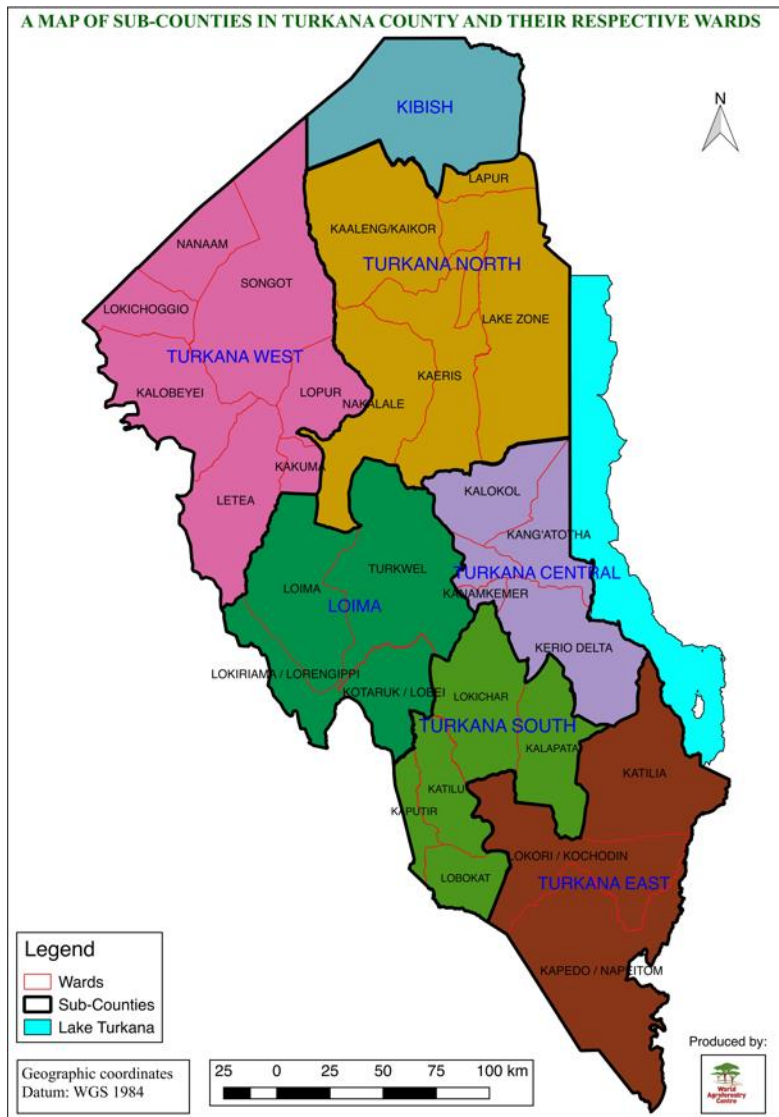 A MAP OF SUB-COUNTIES IN TURKANA COUNTY AND THEIR RESPECTIVE WARDS
KIBISH
N
LAPUR
KAALENG/KAIKOR
NANAAM
TURKANA NORTH
SONGOT
LOKICHOGGIO
LAKE ZONE
TURKANA WEST
KAERIS
KALOBEYEI
LOPUR
NAKALALE
KAKUMA
KALOKOL
LETEA
KANG'ATOTHA
TURKWEL
TURKANA CENTRAL
LOIMA
KANAMKEMER
LOIMA
KERIO DELTA
LOKIRIAMA / LORENGIPPI
LOKICHAR
KOTARUK / LOBEI
TURKANA SOUTH
KALAPATA
KATILIA
KATILU
KAPUTIR
LOKORI / KOCHODIN
LOBOKAT
TURKANA EAST
KAPEDO / NAPEITOM
Legend
Wards
Sub-Counties
Lake Turkana
Geographic coordinates
Datum: WGS 1984
25 0 25 50 75 100 km
Produced by:
World
Agroforestry
Centre